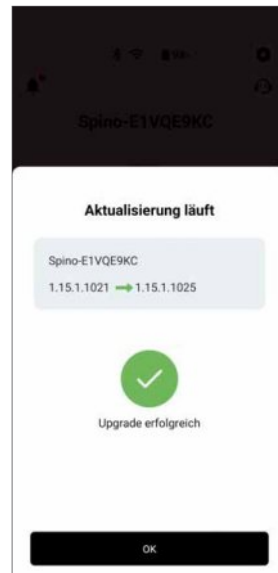 Spino-E1VQE9KC
Aktualisierung läuft
Spino-E1VQE9KC
1.15.1.1021 → 1.15.1.1025
Upgrade erfolgreich
OK